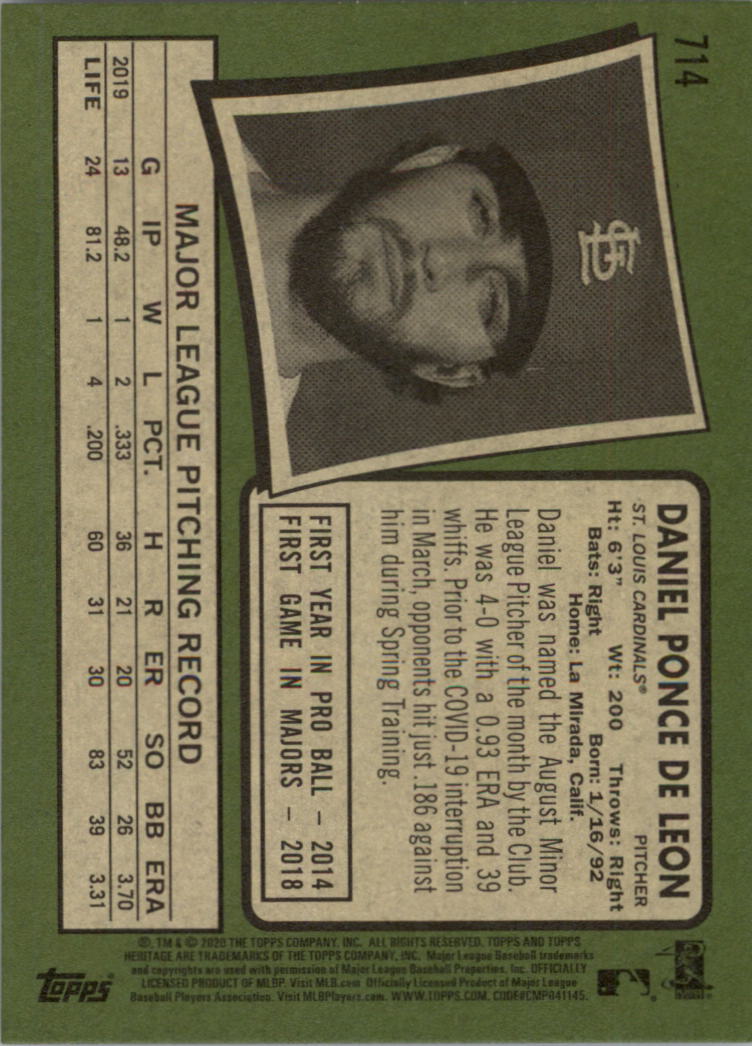 714
DANIEL PONCE DE LEON
ST. LOUIS CARDINALS® PITCHER
Ht: 6'3" Wt: 200 Throws: Right
Bats: Right Born: 1/16/92
Home: La Mirada, Calif.
Daniel was named the August Minor
League Pitcher of the month by the Club.
He was 4-0 with a 0.93 ERA and 39
whiffs. Prior to the COVID-19 interruption
in March, opponents hit just .186 against
him during Spring Training.
FIRST YEAR IN PRO BALL – 2014
FIRST GAME IN MAJORS – 2018
MAJOR LEAGUE PITCHING RECORD
G IP W L PCT. H R ER SO BB ERA
2019 13 48.2 1 2 .333 36 21 20 52 26 3.70
LIFE 24 81.2 1 4 .200 60 31 30 83 39 3.31
®, TM & © 2020 THE TOPPS COMPANY, INC. ALL RIGHTS RESERVED. TOPPS AND TOPPS
HERITAGE ARE TRADEMARKS OF THE TOPPS COMPANY, INC. Major League Baseball trademarks
and copyrights are used with permission of Major League Baseball Properties, Inc. OFFICIALLY
LICENSED PRODUCT OF MLBP. Visit MLB.com Officially Licensed Product of Major League
Baseball Players Association. Visit MLBPlayers.com. WWW.TOPPS.COM. CODE#CMP041145.
topps®